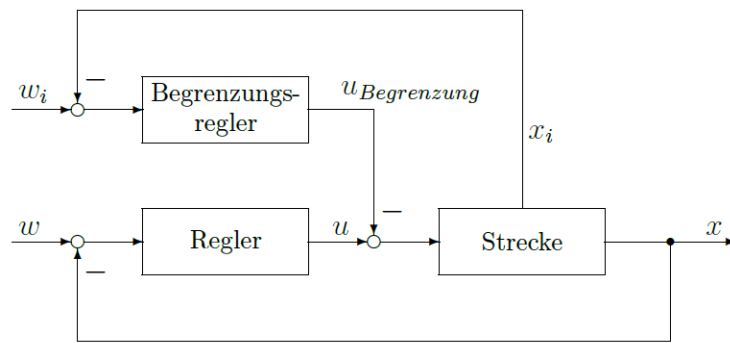 −
w_i
Begrenzungs-
regler
u_Begrenzung
x_i
−
w
Regler
u
Strecke
x
−